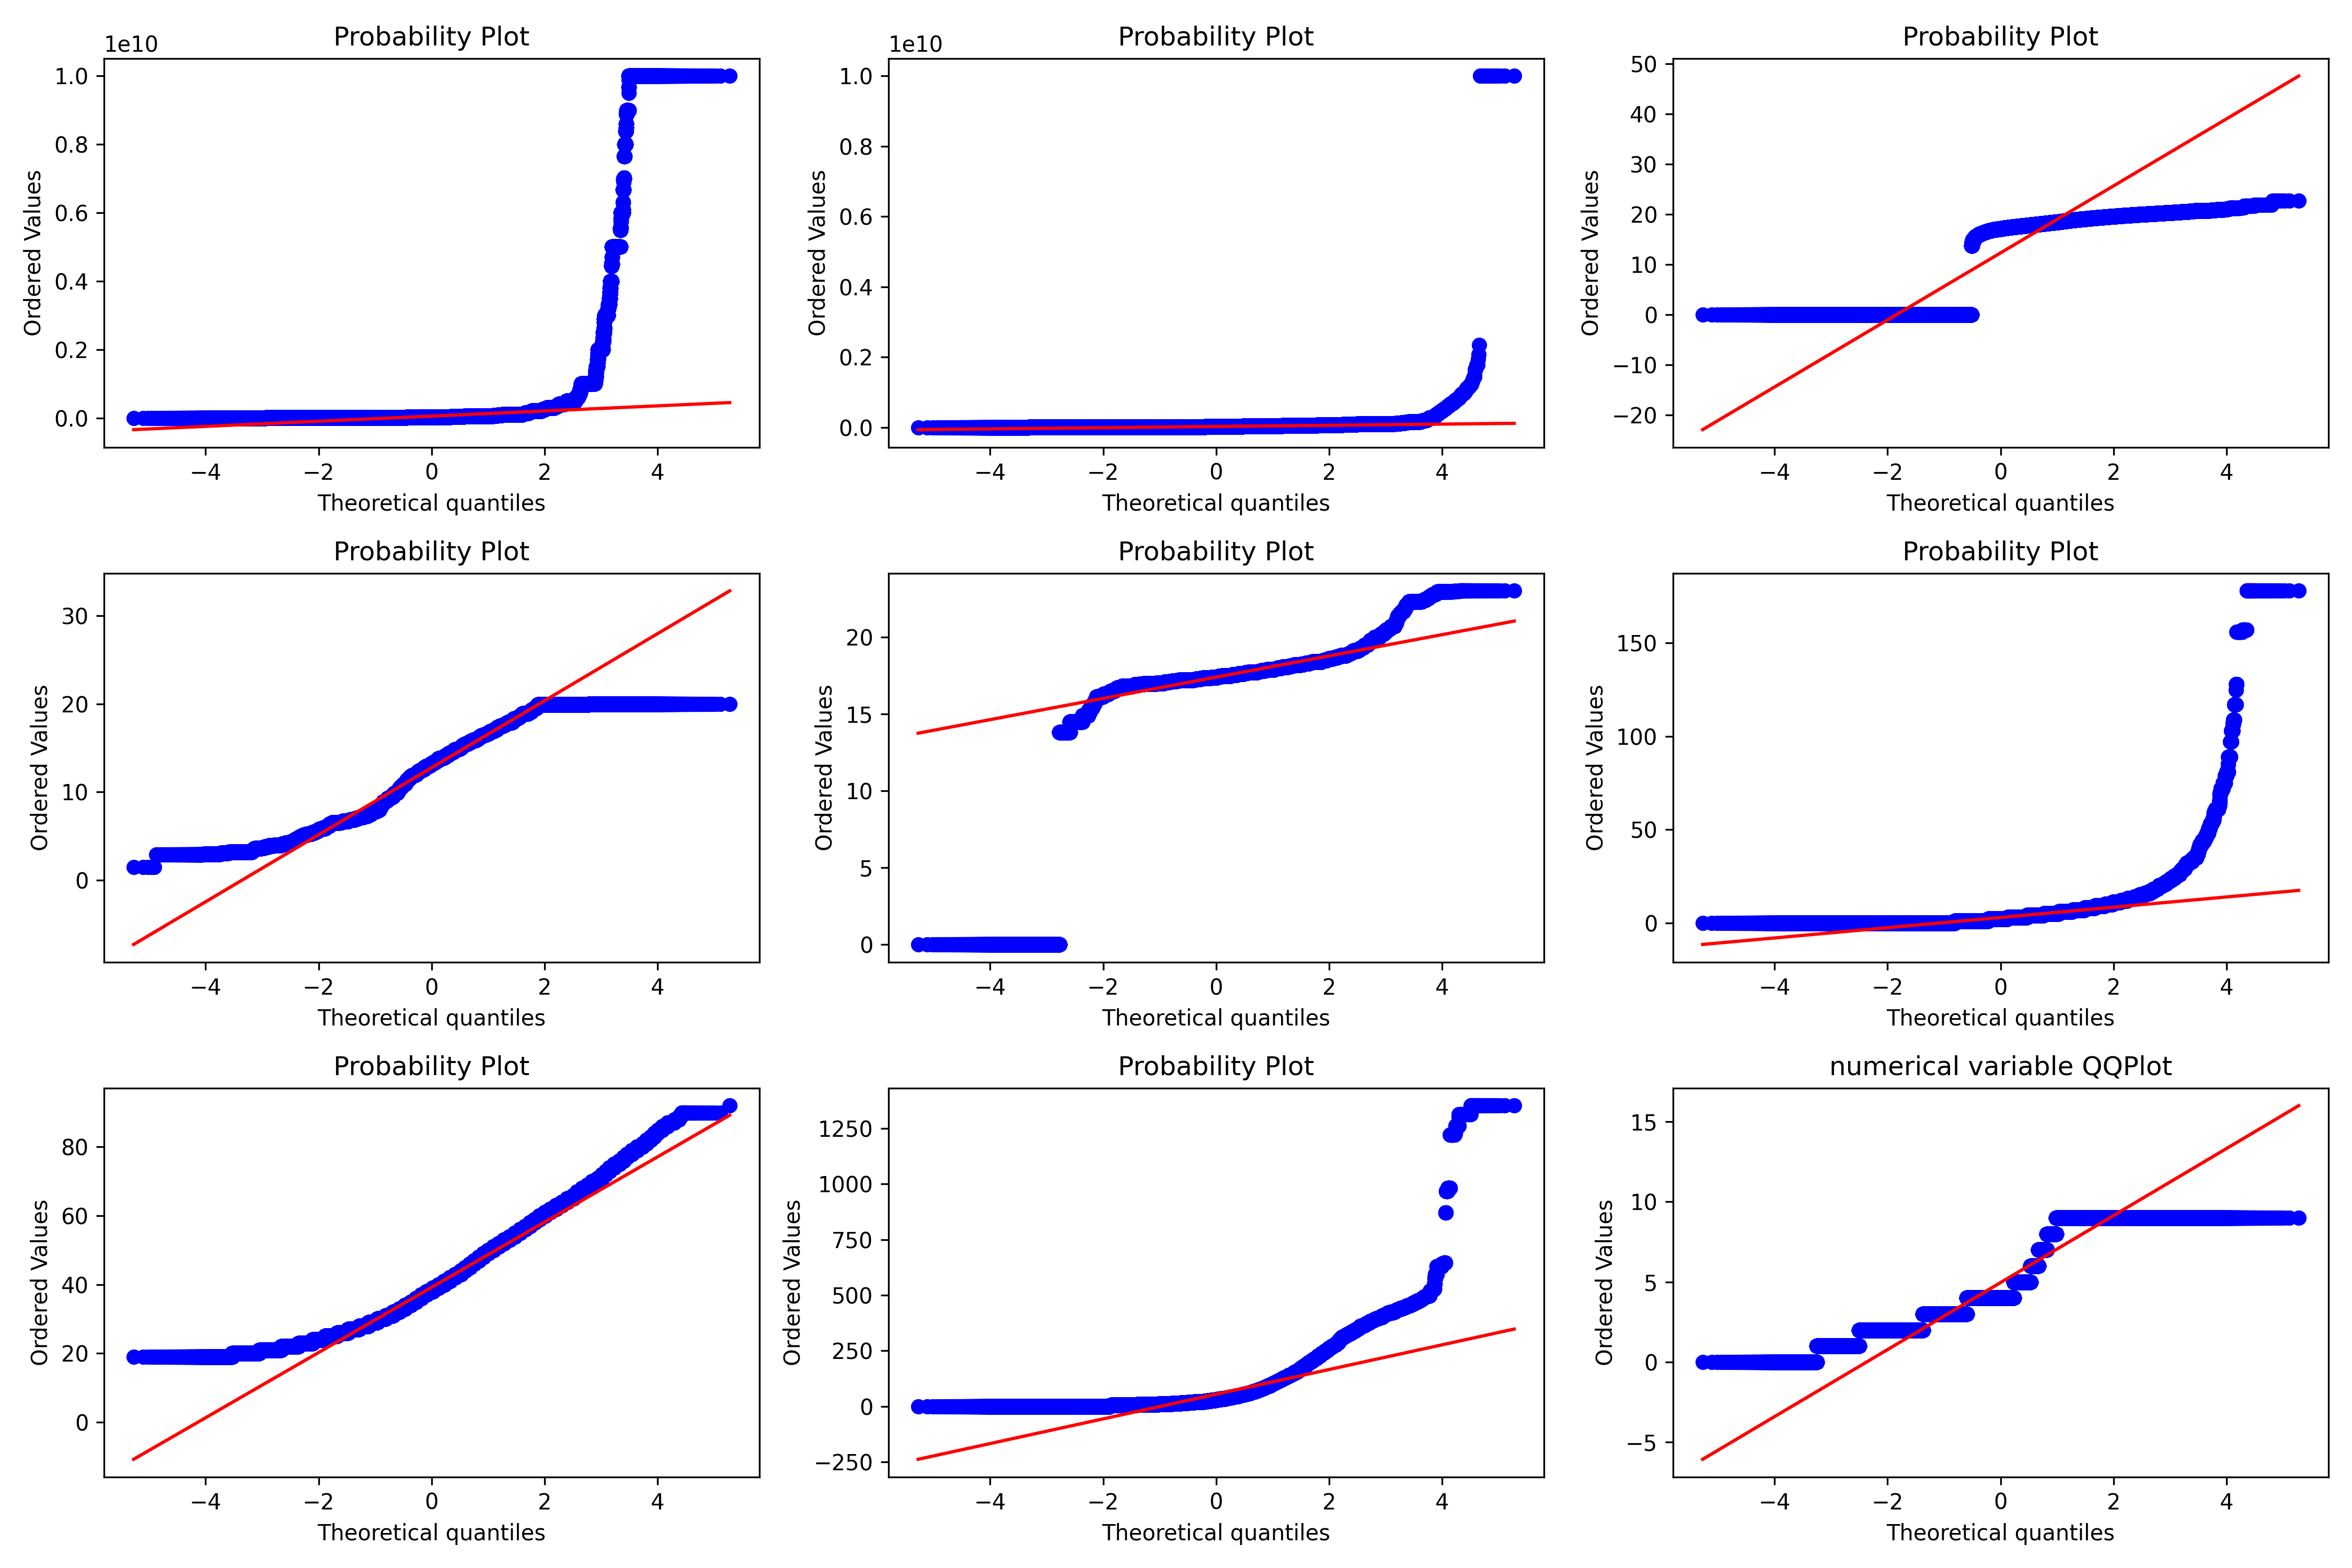 Probability Plot
1e10
Ordered Values
1.0
0.8
0.6
0.4
0.2
0.0
−4 −2 0 2 4
Theoretical quantiles
Probability Plot
1e10
Ordered Values
1.0
0.8
0.6
0.4
0.2
0.0
−4 −2 0 2 4
Theoretical quantiles
Probability Plot
Ordered Values
50
40
30
20
10
0
−10
−20
−4 −2 0 2 4
Theoretical quantiles
Probability Plot
Ordered Values
30
20
10
0
−4 −2 0 2 4
Theoretical quantiles
Probability Plot
Ordered Values
20
15
10
5
0
−4 −2 0 2 4
Theoretical quantiles
Probability Plot
Ordered Values
150
100
50
0
−4 −2 0 2 4
Theoretical quantiles
Probability Plot
Ordered Values
80
60
40
20
0
−4 −2 0 2 4
Theoretical quantiles
Probability Plot
Ordered Values
1250
1000
750
500
250
0
−250
−4 −2 0 2 4
Theoretical quantiles
numerical variable QQPlot
Ordered Values
15
10
5
0
−5
−4 −2 0 2 4
Theoretical quantiles